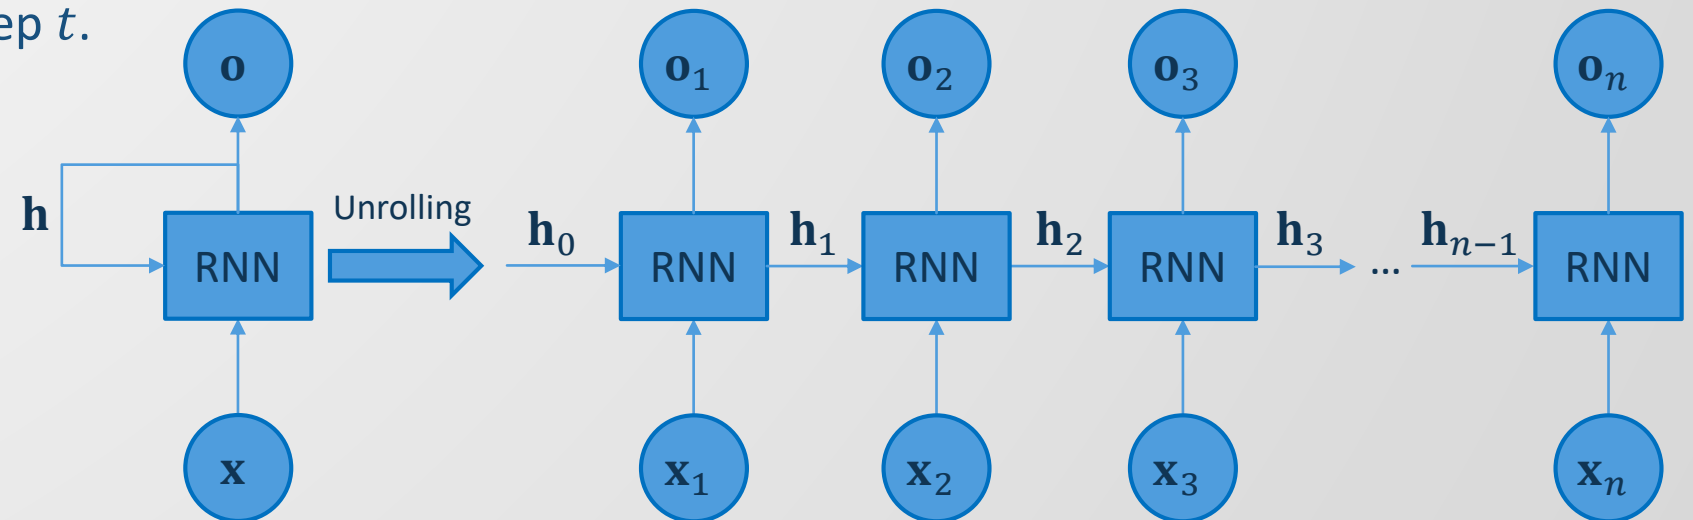 ep t.
o o₁ o₂ o₃ oₙ
h Unrolling h₀ h₁ h₂ h₃ hₙ₋₁
RNN RNN RNN RNN ... RNN
x x₁ x₂ x₃ xₙ